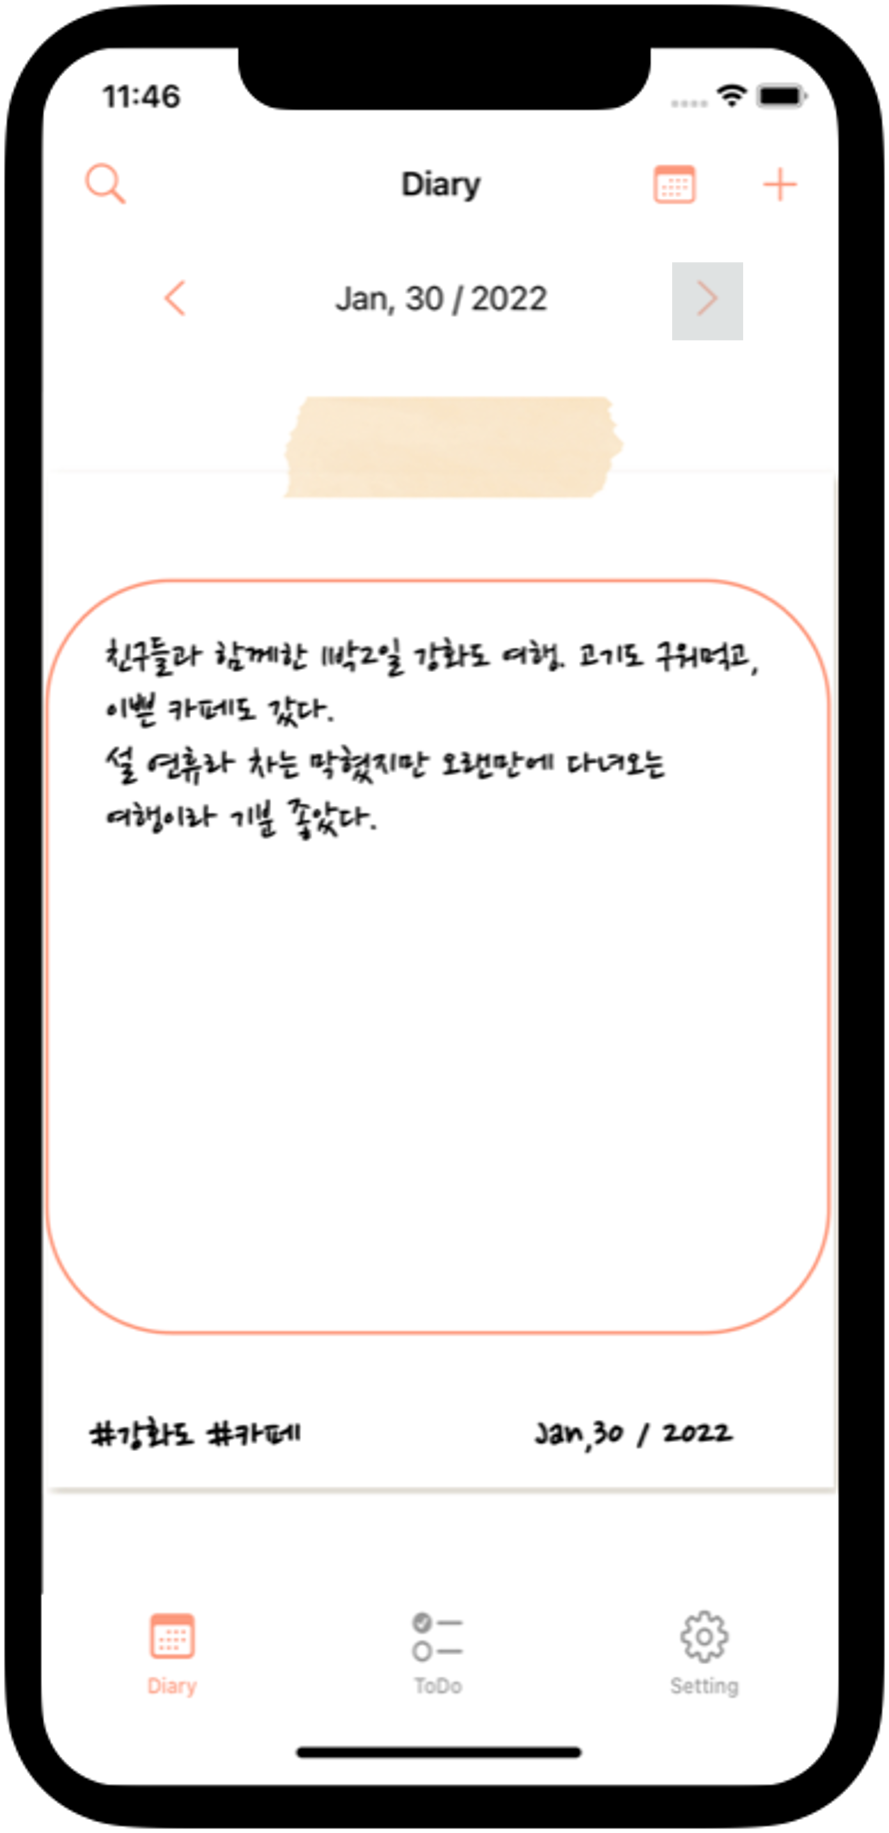 11:46
Diary
Jan, 30 / 2022
친구들과 함께한 1박2일 강화도 여행. 고기도 구워먹고,
이쁜 카페도 갔다.
설 연휴라 차는 막혔지만 오랜만에 다녀오는
여행이라 기분 좋았다.
#강화도 #카페 Jan,30 / 2022
Diary ToDo Setting